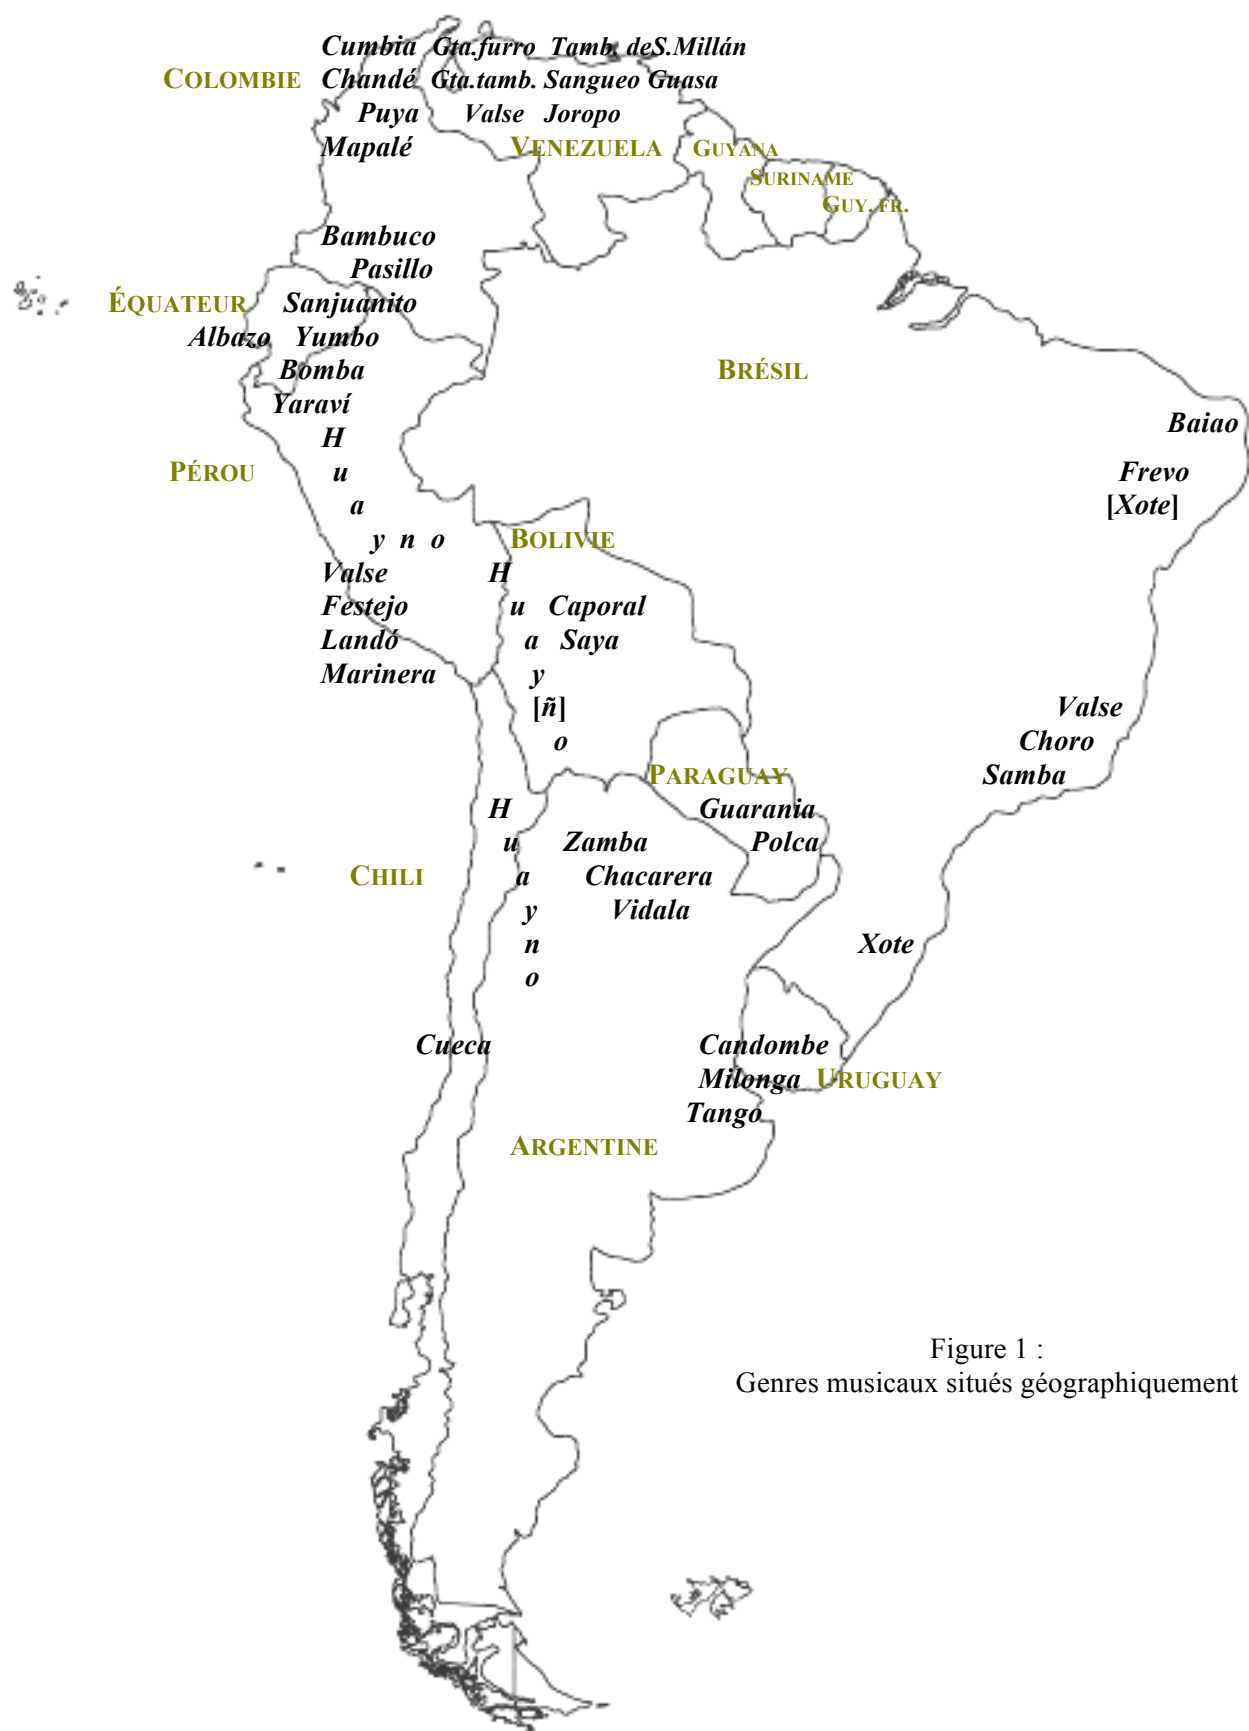 Cumbia Gta.furro Tamb. deS.Millán
COLOMBIE Chandé Gta.tamb. Sangueo Guasa
Puya Valse Joropo
Mapalé VENEZUELA GUYANA
SURINAME
GUY. FR.
Bambuco
Pasillo
ÉQUATEUR Sanjuanito
Albazo Yumbo
Bomba BRÉSIL
Yaraví
Baiao
H
PÉROU u Frevo
a [Xote]
y n o BOLIVIE
Valse H
Festejo u Caporal
Landó a Saya
Marinera y
[ñ] Valse
o Choro
PARAGUAY Samba
H Guarania
u Zamba Polca
CHILI a Chacarera
y Vidala
n Xote
o
Cueca Candombe
Milonga URUGUAY
Tango
ARGENTINE
Figure 1 :
Genres musicaux situés géographiquement